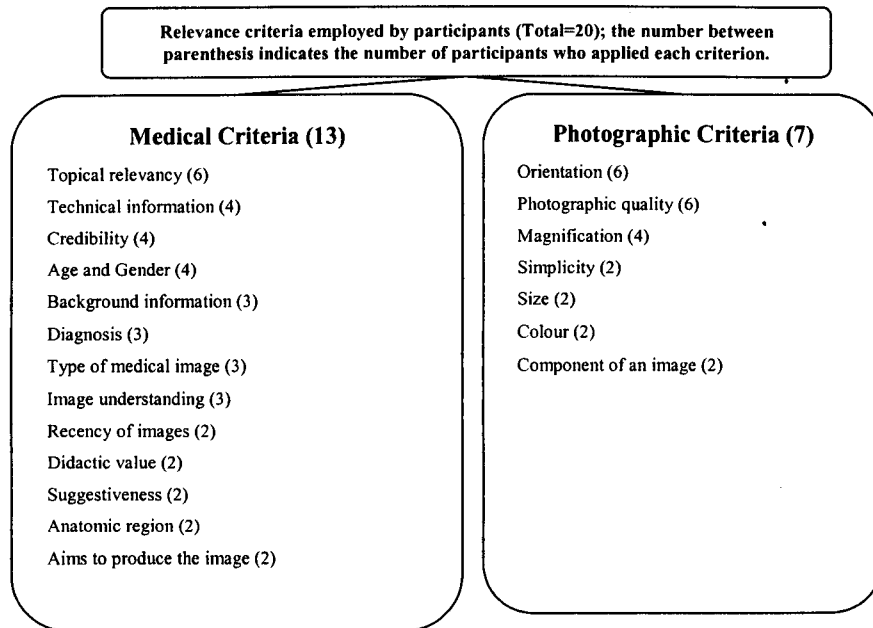 Relevance criteria employed by participants (Total=20); the number between
parenthesis indicates the number of participants who applied each criterion.
Medical Criteria (13)
Topical relevancy (6)
Technical information (4)
Credibility (4)
Age and Gender (4)
Background information (3)
Diagnosis (3)
Type of medical image (3)
Image understanding (3)
Recency of images (2)
Didactic value (2)
Suggestiveness (2)
Anatomic region (2)
Aims to produce the image (2)
Photographic Criteria (7)
Orientation (6)
Photographic quality (6)
Magnification (4)
Simplicity (2)
Size (2)
Colour (2)
Component of an image (2)